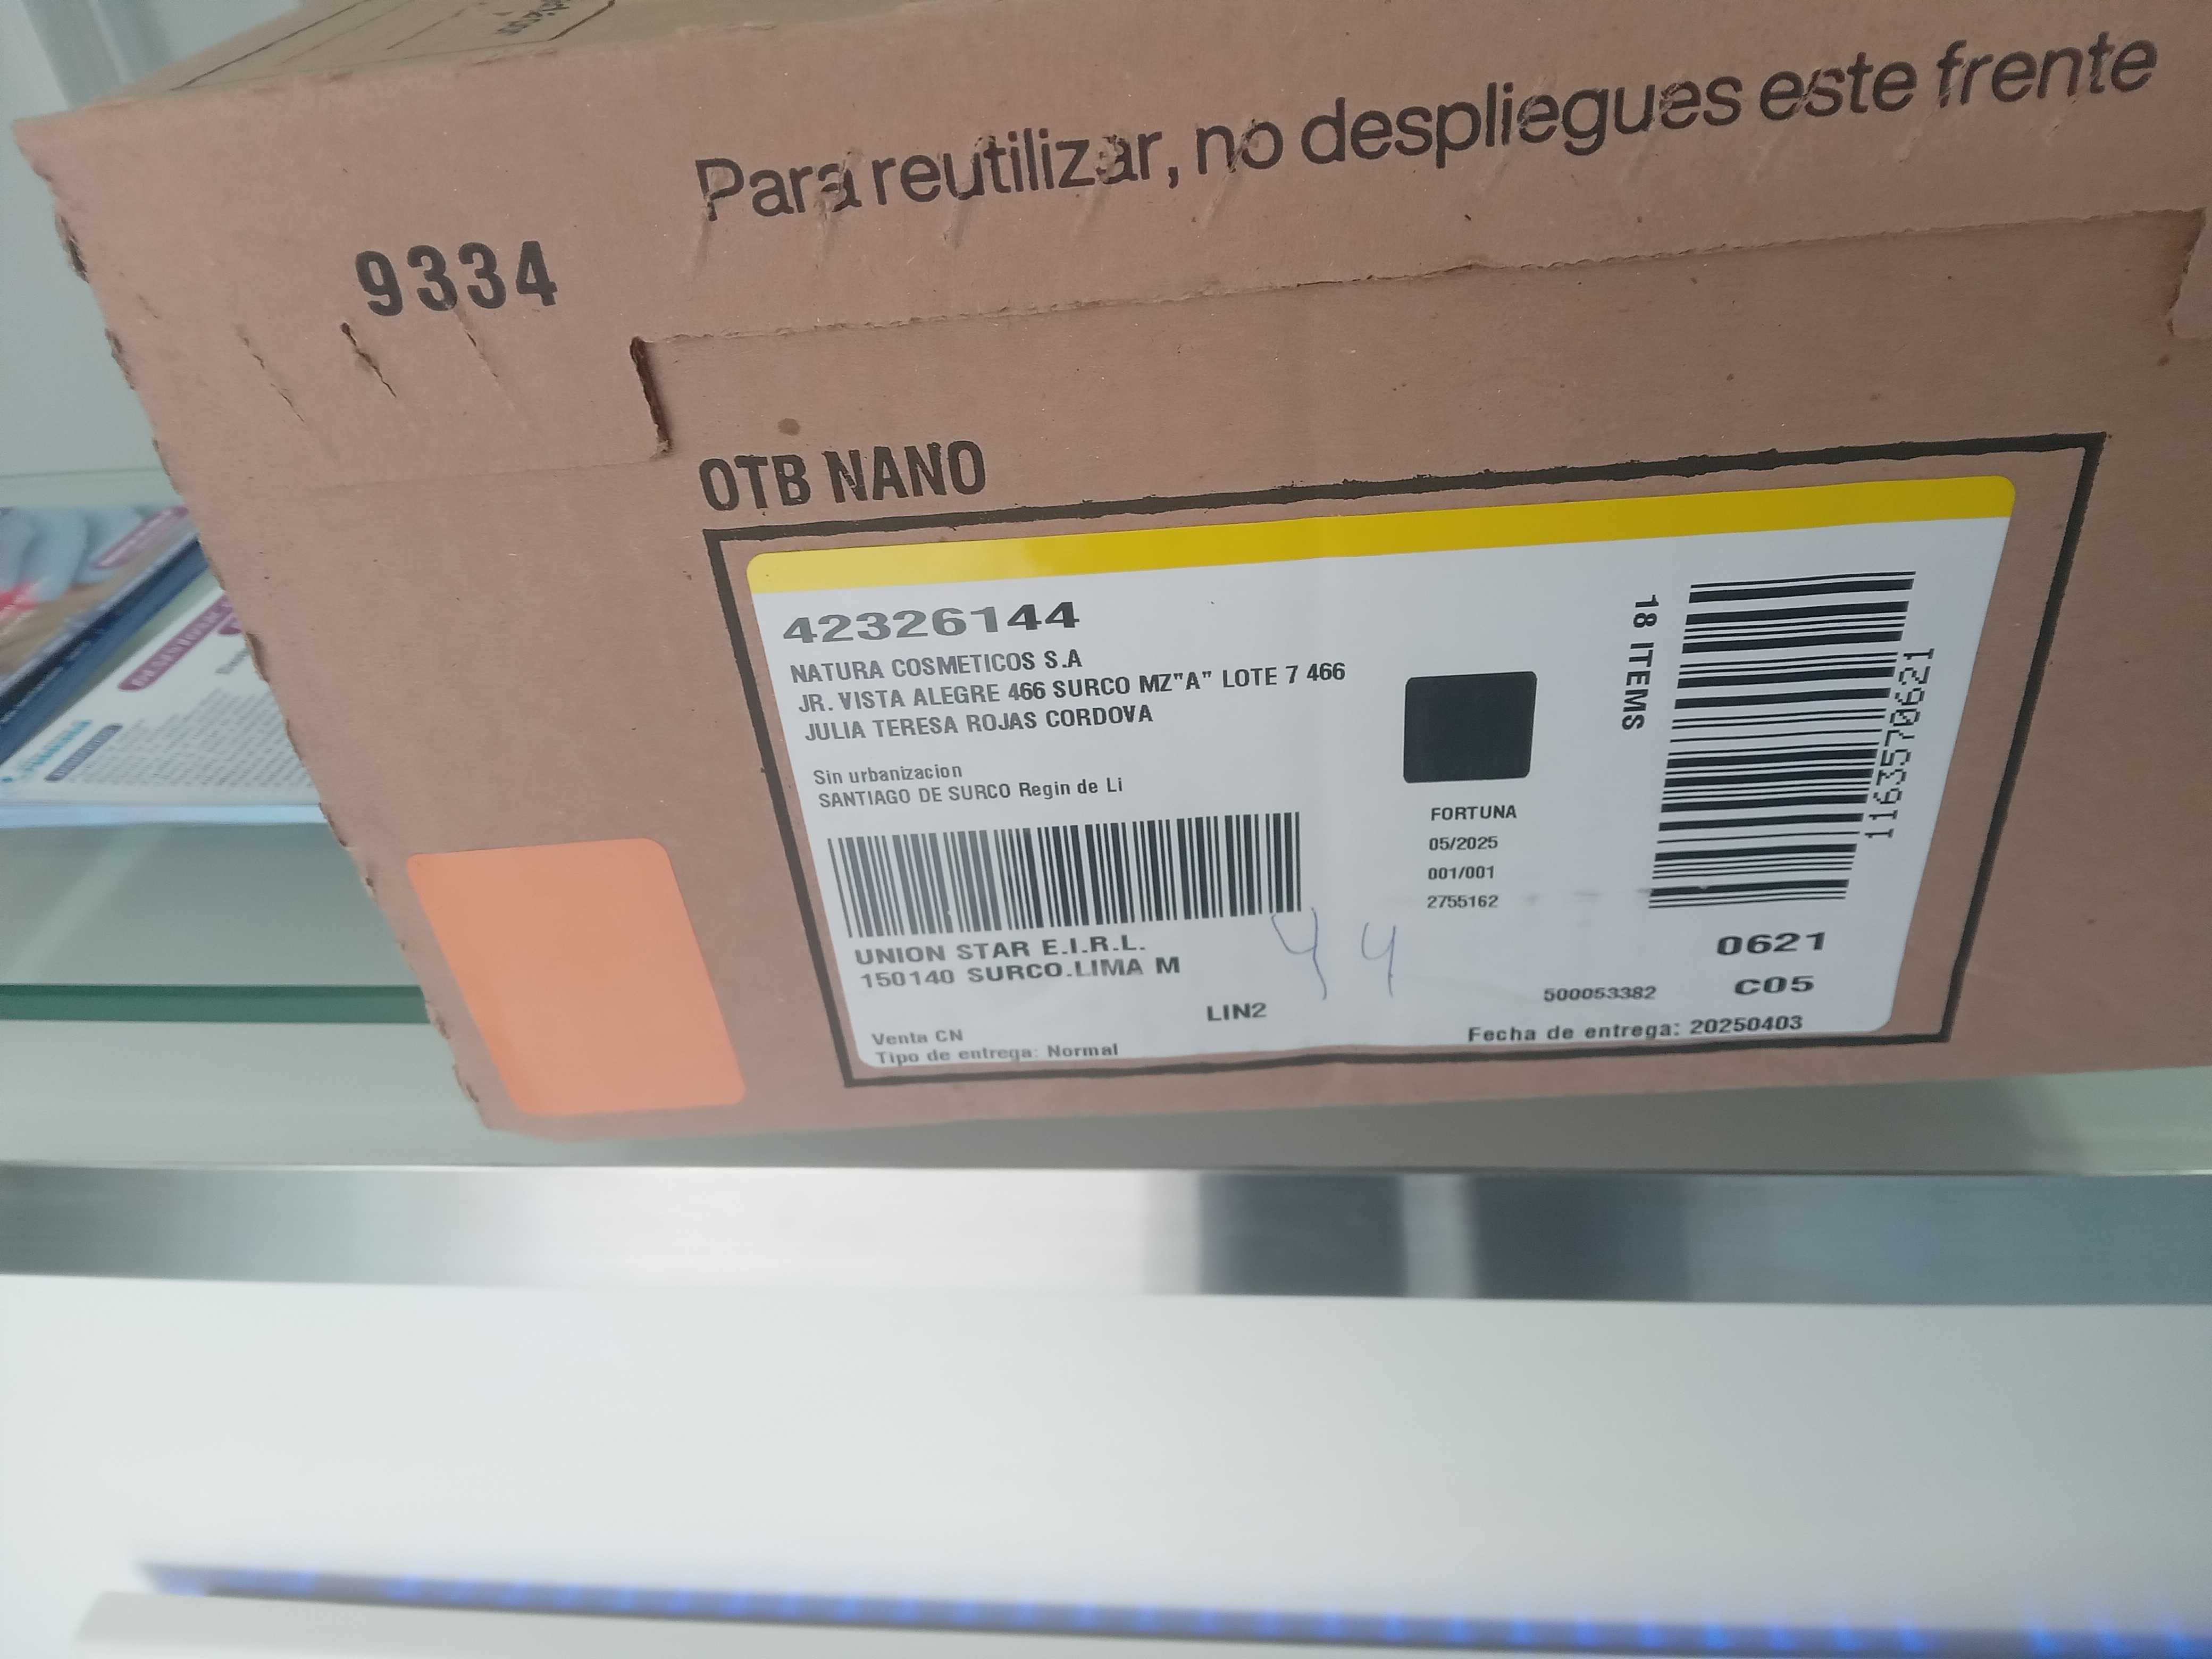 Para reutilizar, no despliegues este frente
9334
OTB NANO
42326144
NATURA COSMETICOS S.A
JR. VISTA ALEGRE 466 SURCO MZ"A" LOTE 7 466
JULIA TERESA ROJAS CORDOVA
Sin urbanizacion
SANTIAGO DE SURCO Regin de Li
UNION STAR E.I.R.L.
150140 SURCO.LIMA M
LIN2
Venta CN
Tipo de entrega: Normal
FORTUNA
05/2025
001/001
2755162
44
18 ITEMS
1163570621
0621
C05
500053382
Fecha de entrega: 20250403